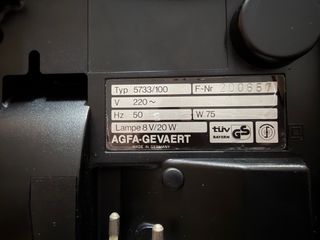 Typ 5733/100 F-Nr 200657
V 220~
Hz 50 W 75
Lampe 8 V/20 W
AGFA-GEVAERT
MADE IN GERMANY
TÜV
BAYERN
GS